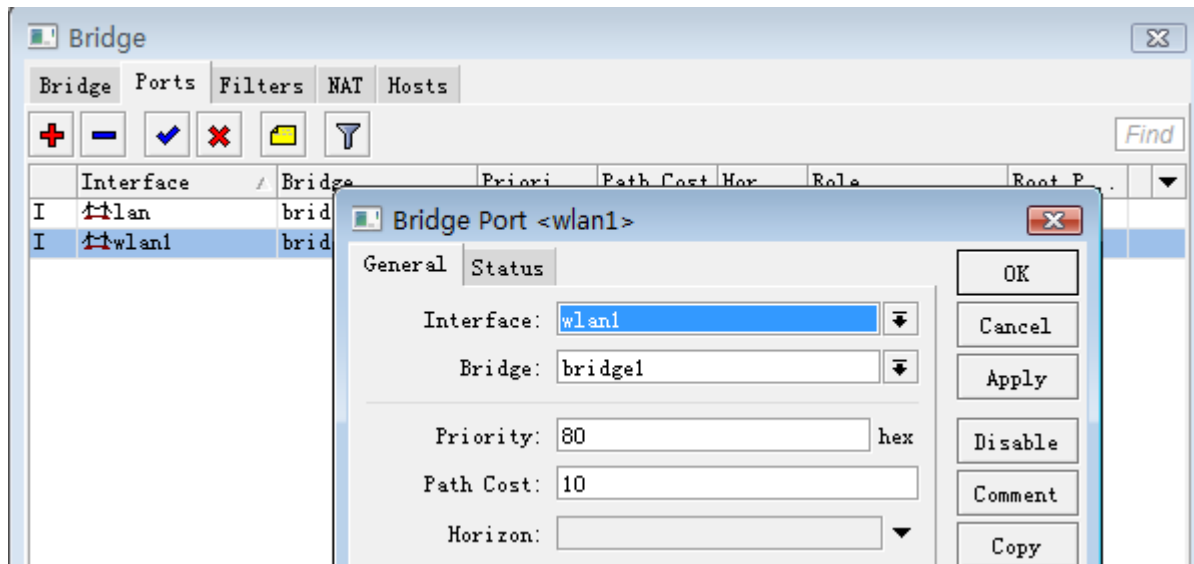 Bridge
Bridge Ports Filters NAT Hosts
Find
Interface Bridge Priori... Path Cost Hor... Role Root P...
I lan brid
I wlan1 brid
Bridge Port <wlan1>
General Status
Interface: wlan1
Bridge: bridge1
Priority: 80 hex
Path Cost: 10
Horizon:
OK
Cancel
Apply
Disable
Comment
Copy